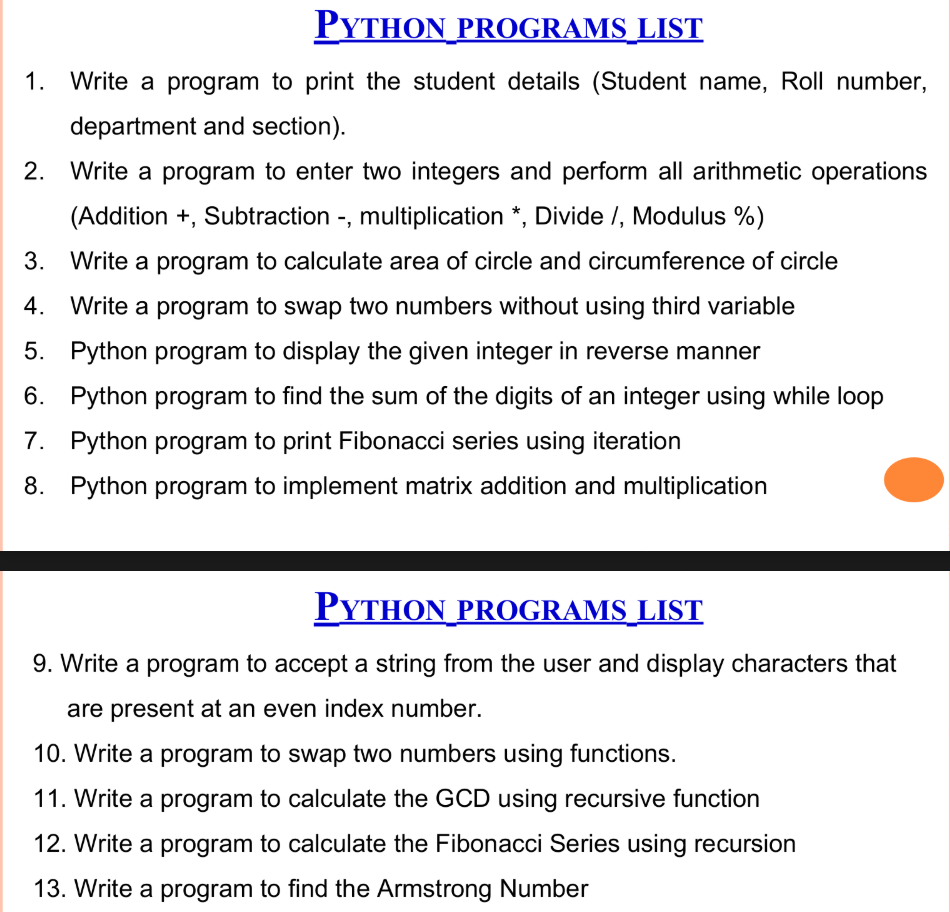 PYTHON PROGRAMS LIST
1. Write a program to print the student details (Student name, Roll number,
department and section).
2. Write a program to enter two integers and perform all arithmetic operations
(Addition +, Subtraction -, multiplication *, Divide /, Modulus %)
3. Write a program to calculate area of circle and circumference of circle
4. Write a program to swap two numbers without using third variable
5. Python program to display the given integer in reverse manner
6. Python program to find the sum of the digits of an integer using while loop
7. Python program to print Fibonacci series using iteration
8. Python program to implement matrix addition and multiplication
PYTHON PROGRAMS LIST
9. Write a program to accept a string from the user and display characters that
are present at an even index number.
10. Write a program to swap two numbers using functions.
11. Write a program to calculate the GCD using recursive function
12. Write a program to calculate the Fibonacci Series using recursion
13. Write a program to find the Armstrong Number